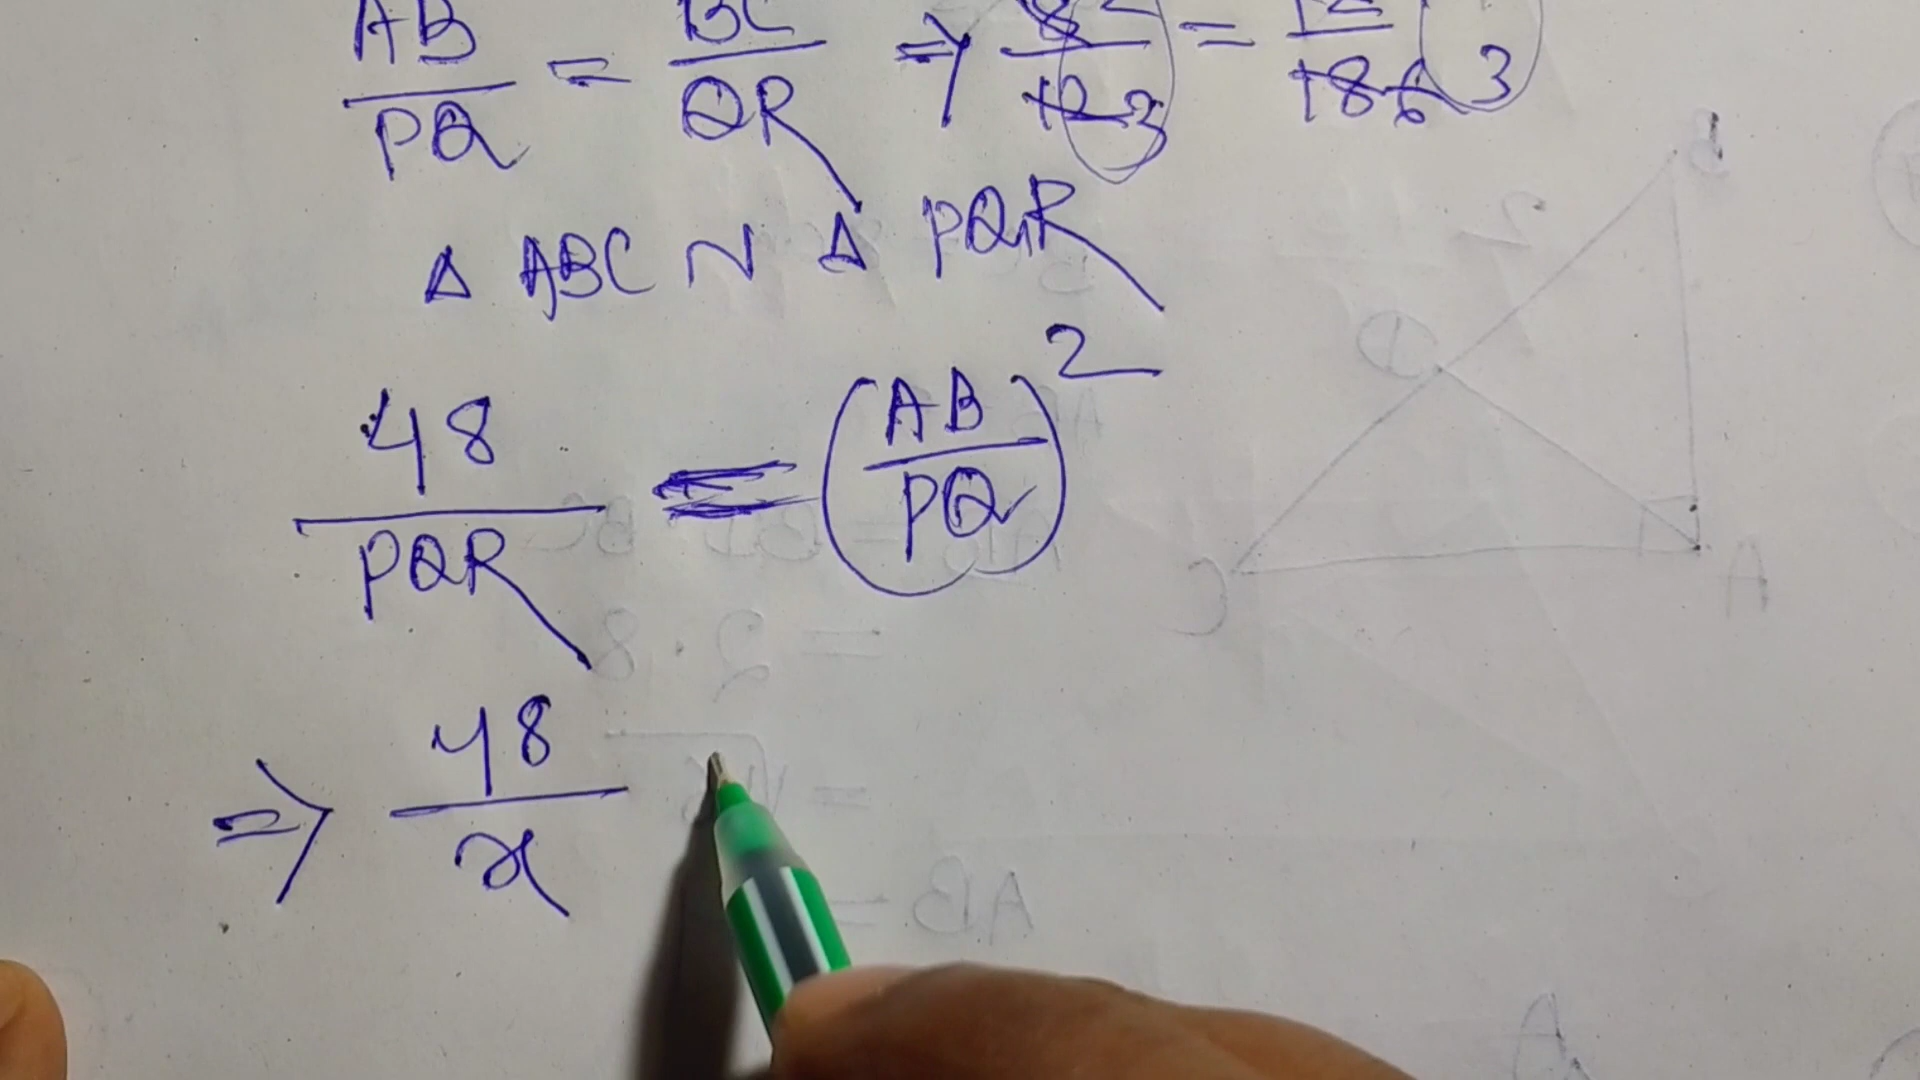 AB/PQ = BC/QR ⇒ 8 2/12 3 = 12/18 6 3
Δ ABC ~ Δ PQR
48/PQR = (AB/PQ)²
⇒ 48/x